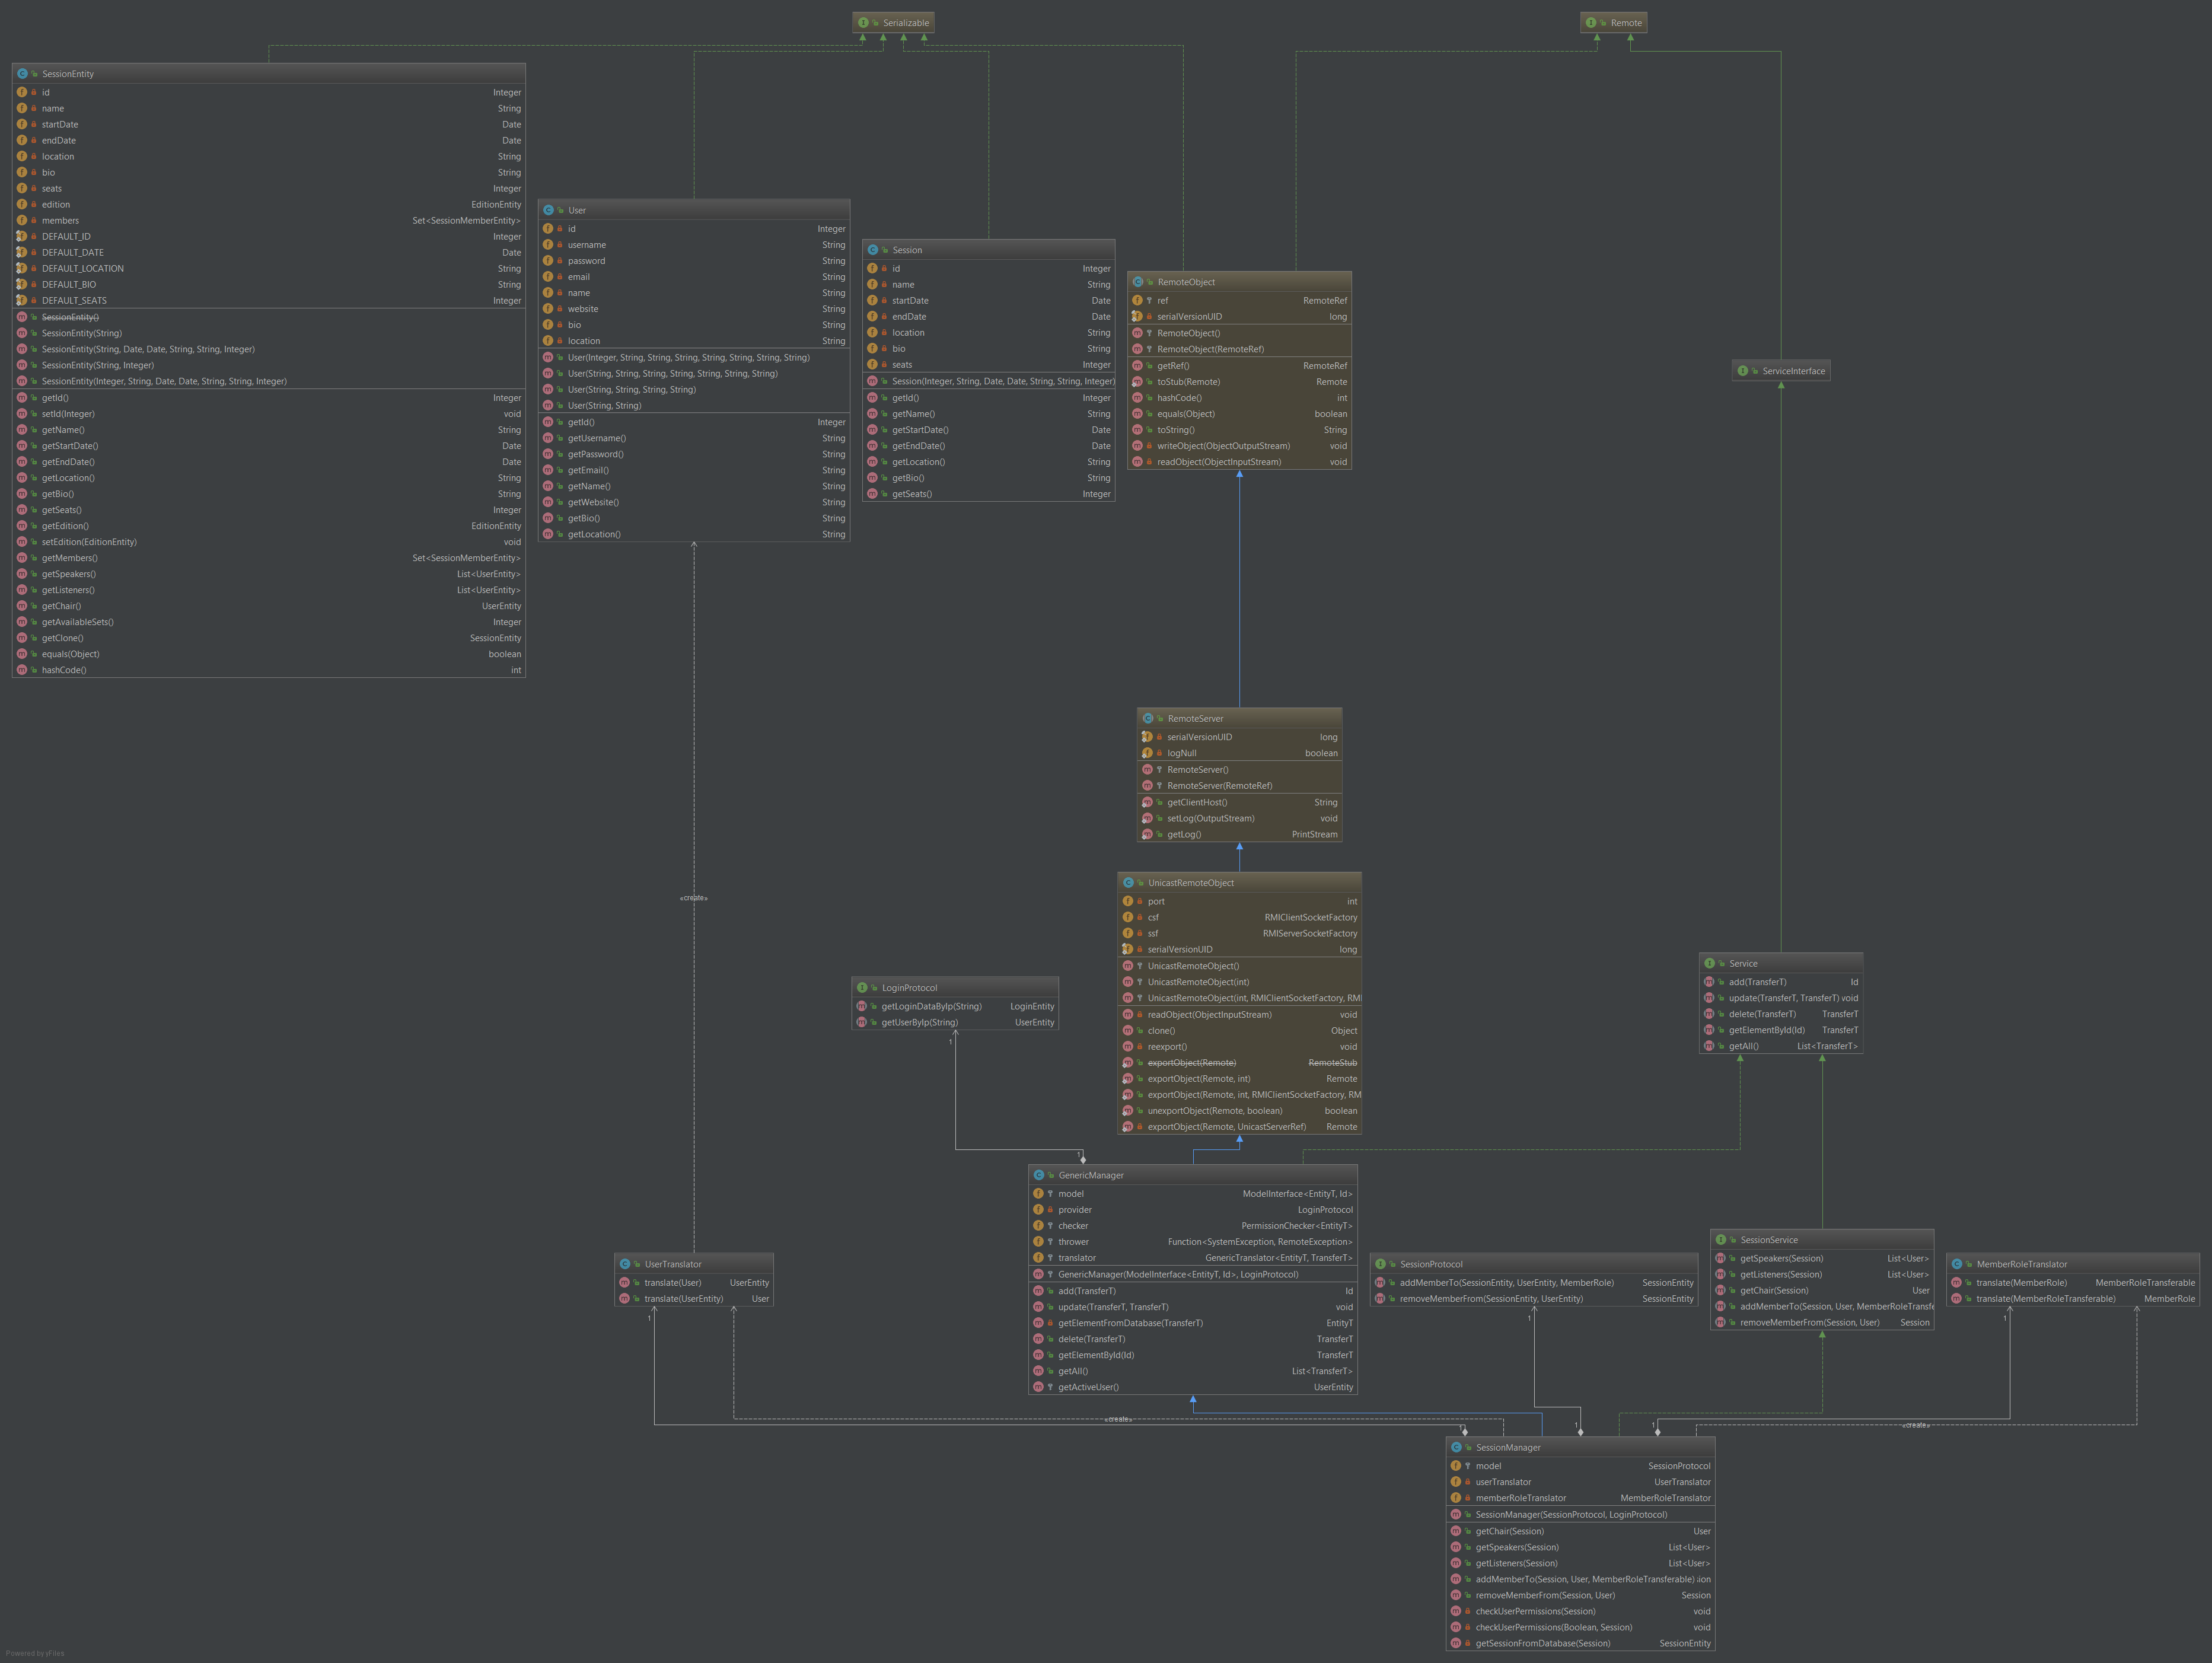 Serializable
Remote
SessionEntity
id Integer
name String
startDate Date
endDate Date
location String
bio String
seats Integer
edition EditionEntity
members Set<SessionMemberEntity>
DEFAULT_ID Integer
DEFAULT_DATE Date
DEFAULT_LOCATION String
DEFAULT_BIO String
DEFAULT_SEATS Integer
SessionEntity()
SessionEntity(String)
SessionEntity(String, Date, Date, String, String, Integer)
SessionEntity(String, Integer)
SessionEntity(Integer, String, Date, Date, String, String, Integer)
getId() Integer
setId(Integer) void
getName() String
getStartDate() Date
getEndDate() Date
getLocation() String
getBio() String
getSeats() Integer
getEdition() EditionEntity
setEdition(EditionEntity) void
getMembers() Set<SessionMemberEntity>
getSpeakers() List<UserEntity>
getListeners() List<UserEntity>
getChair() UserEntity
getAvailableSets() Integer
getClone() SessionEntity
equals(Object) boolean
hashCode() int
User
id Integer
username String
password String
email String
name String
website String
bio String
location String
User(Integer, String, String, String, String, String, String, String)
User(String, String, String, String, String, String, String)
User(String, String, String, String)
User(String, String)
getId() Integer
getUsername() String
getPassword() String
getEmail() String
getName() String
getWebsite() String
getBio() String
getLocation() String
Session
id Integer
name String
startDate Date
endDate Date
location String
bio String
seats Integer
Session(Integer, String, Date, Date, String, String, Integer)
getId() Integer
getName() String
getStartDate() Date
getEndDate() Date
getLocation() String
getBio() String
getSeats() Integer
RemoteObject
ref RemoteRef
serialVersionUID long
RemoteObject()
RemoteObject(RemoteRef)
getRef() RemoteRef
toStub(Remote) Remote
hashCode() int
equals(Object) boolean
toString() String
writeObject(ObjectOutputStream) void
readObject(ObjectInputStream) void
ServiceInterface
RemoteServer
serialVersionUID long
logNull boolean
RemoteServer()
RemoteServer(RemoteRef)
getClientHost() String
setLog(OutputStream) void
getLog() PrintStream
«create»
UnicastRemoteObject
port int
csf RMIClientSocketFactory
ssf RMIServerSocketFactory
serialVersionUID long
UnicastRemoteObject()
UnicastRemoteObject(int)
UnicastRemoteObject(int, RMIClientSocketFactory, RMI
readObject(ObjectInputStream) void
clone() Object
reexport() void
exportObject(Remote) RemoteStub
exportObject(Remote, int) Remote
exportObject(Remote, int, RMIClientSocketFactory, RM
unexportObject(Remote, boolean) boolean
exportObject(Remote, UnicastServerRef) Remote
Service
add(TransferT) Id
update(TransferT, TransferT) void
delete(TransferT) TransferT
getElementById(Id) TransferT
getAll() List<TransferT>
LoginProtocol
getLoginDataByIp(String) LoginEntity
getUserByIp(String) UserEntity
1
1
GenericManager
model ModelInterface<EntityT, Id>
provider LoginProtocol
checker PermissionChecker<EntityT>
thrower Function<SystemException, RemoteException>
translator GenericTranslator<EntityT, TransferT>
GenericManager(ModelInterface<EntityT, Id>, LoginProtocol)
add(TransferT) Id
update(TransferT, TransferT) void
getElementFromDatabase(TransferT) EntityT
delete(TransferT) TransferT
getElementById(Id) TransferT
getAll() List<TransferT>
getActiveUser() UserEntity
UserTranslator
translate(User) UserEntity
translate(UserEntity) User
SessionProtocol
addMemberTo(SessionEntity, UserEntity, MemberRole) SessionEntity
removeMemberFrom(SessionEntity, UserEntity) SessionEntity
SessionService
getSpeakers(Session) List<User>
getListeners(Session) List<User>
getChair(Session) User
addMemberTo(Session, User, MemberRoleTransfe
removeMemberFrom(Session, User) Session
MemberRoleTranslator
translate(MemberRole) MemberRoleTransferable
translate(MemberRoleTransferable) MemberRole
1
1
1
«create»
«create»
1
1
1
SessionManager
model SessionProtocol
userTranslator UserTranslator
memberRoleTranslator MemberRoleTranslator
SessionManager(SessionProtocol, LoginProtocol)
getChair(Session) User
getSpeakers(Session) List<User>
getListeners(Session) List<User>
addMemberTo(Session, User, MemberRoleTransferable) ion
removeMemberFrom(Session, User) Session
checkUserPermissions(Session) void
checkUserPermissions(Boolean, Session) void
getSessionFromDatabase(Session) SessionEntity
Powered by yFiles